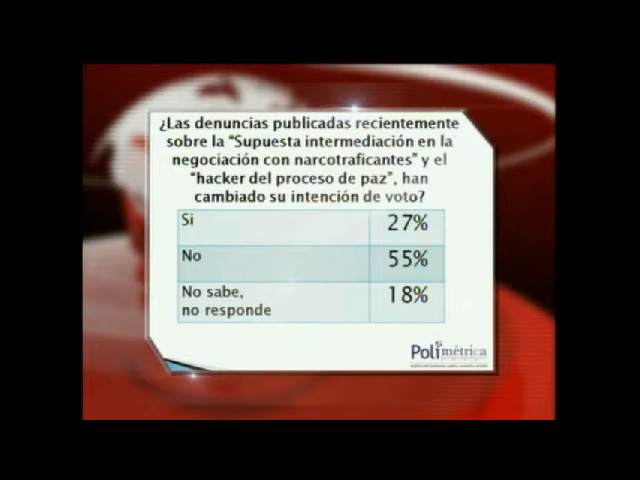 ¿Las denuncias publicadas recientemente
sobre la "Supuesta intermediación en la
negociación con narcotraficantes" y el
"hacker del proceso de paz", han
cambiado su intención de voto?
Si 27%
No 55%
No sabe,
no responde 18%
Polimétrica